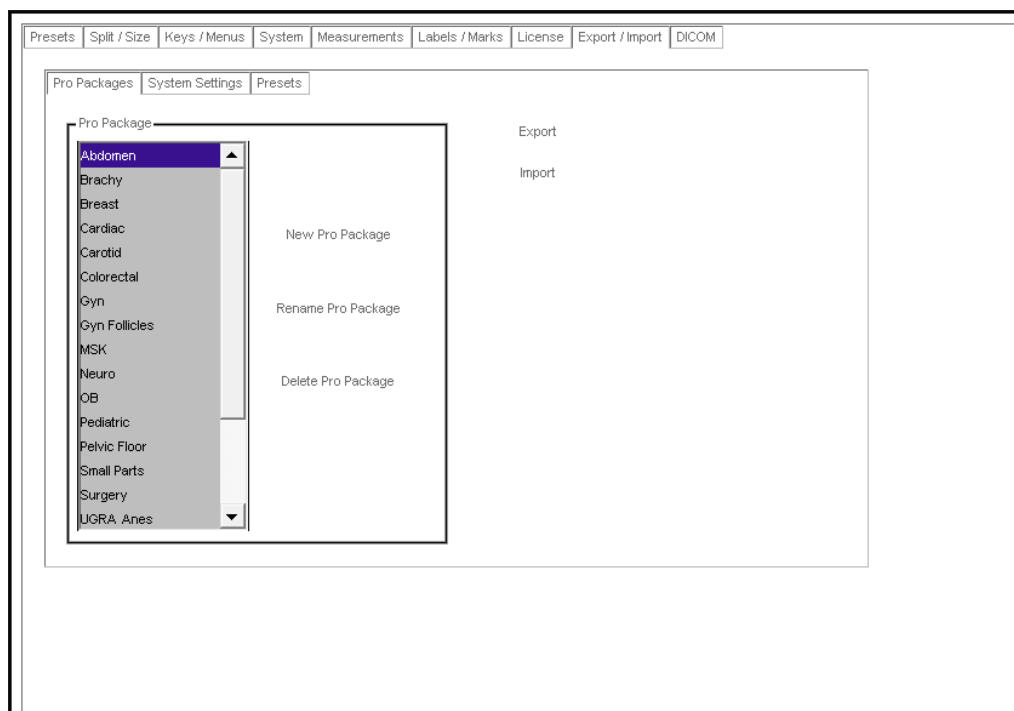 Presets Split / Size Keys / Menus System Measurements Labels / Marks License Export / Import DICOM
Pro Packages System Settings Presets
Pro Package
Abdomen
Brachy
Breast
Cardiac
Carotid
Colorectal
Gyn
Gyn Follicles
MSK
Neuro
OB
Pediatric
Pelvic Floor
Small Parts
Surgery
UGRA Anes
New Pro Package
Rename Pro Package
Delete Pro Package
Export
Import